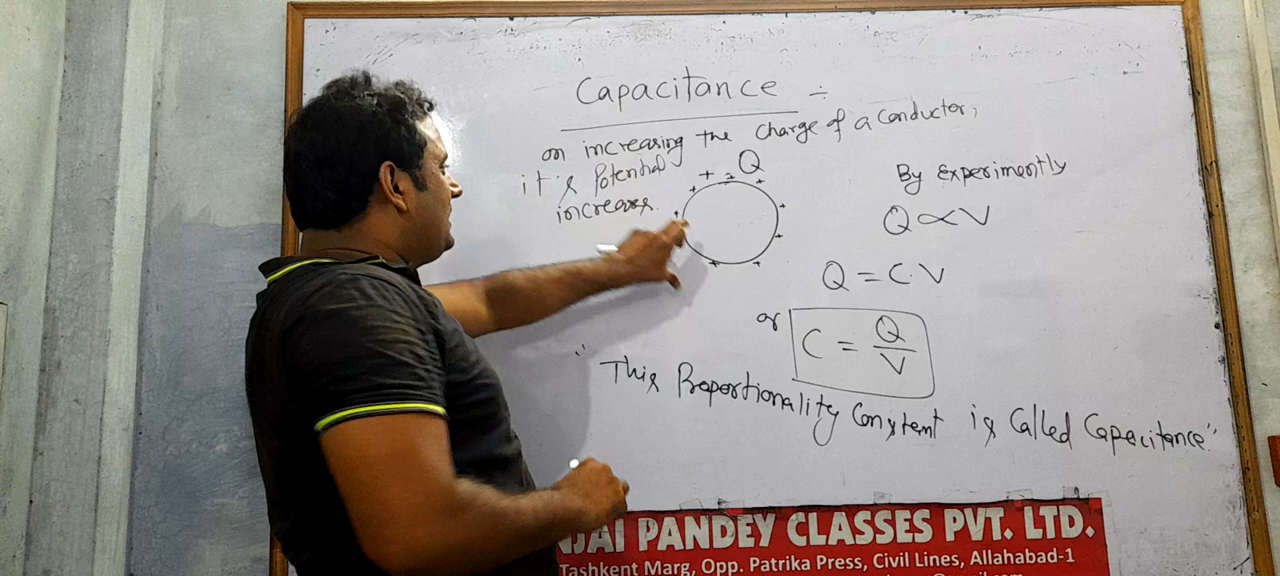 Capacitance ÷
on increasing the charge of a conductor,
it's Potential
increases.
Q
+ + + + + + + + +
By Experimently
Q ∝ V
Q = C.V
or C = Q/V
"This Proportionality Constant is Called Capacitance"
JAI PANDEY CLASSES PVT. LTD.
Tashkent Marg, Opp. Patrika Press, Civil Lines, Allahabad-1